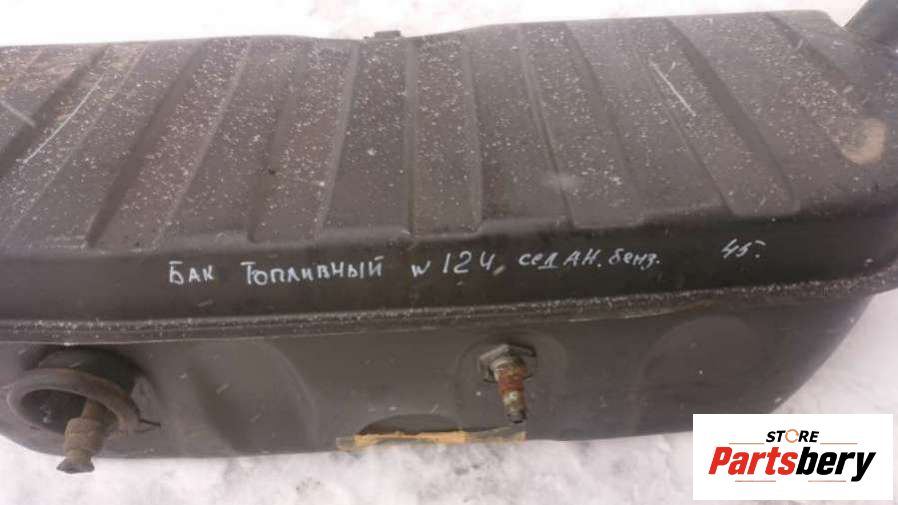 Бак топливный w124, седан. бенз. 45.
STORE
Partsbery